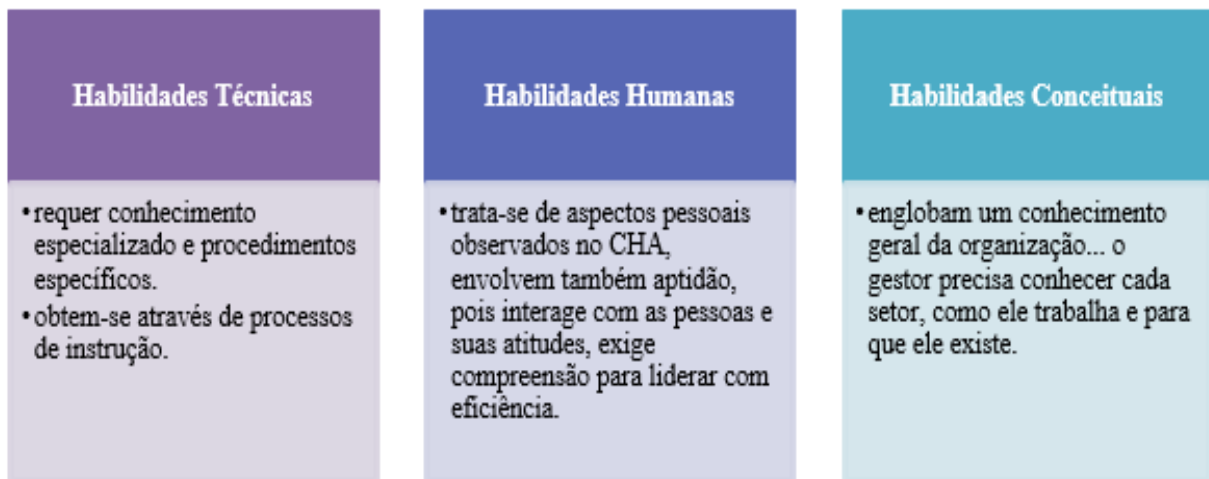 Habilidades Técnicas
•requer conhecimento
especializado e procedimentos
específicos.
•obtem-se através de processos
de instrução.
Habilidades Humanas
•trata-se de aspectos pessoais
observados no CHA,
envolvem também aptidão,
pois interage com as pessoas e
suas atitudes, exige
compreensão para liderar com
eficiência.
Habilidades Conceituais
•englobam um conhecimento
geral da organização... o
gestor precisa conhecer cada
setor, como ele trabalha e para
que ele existe.